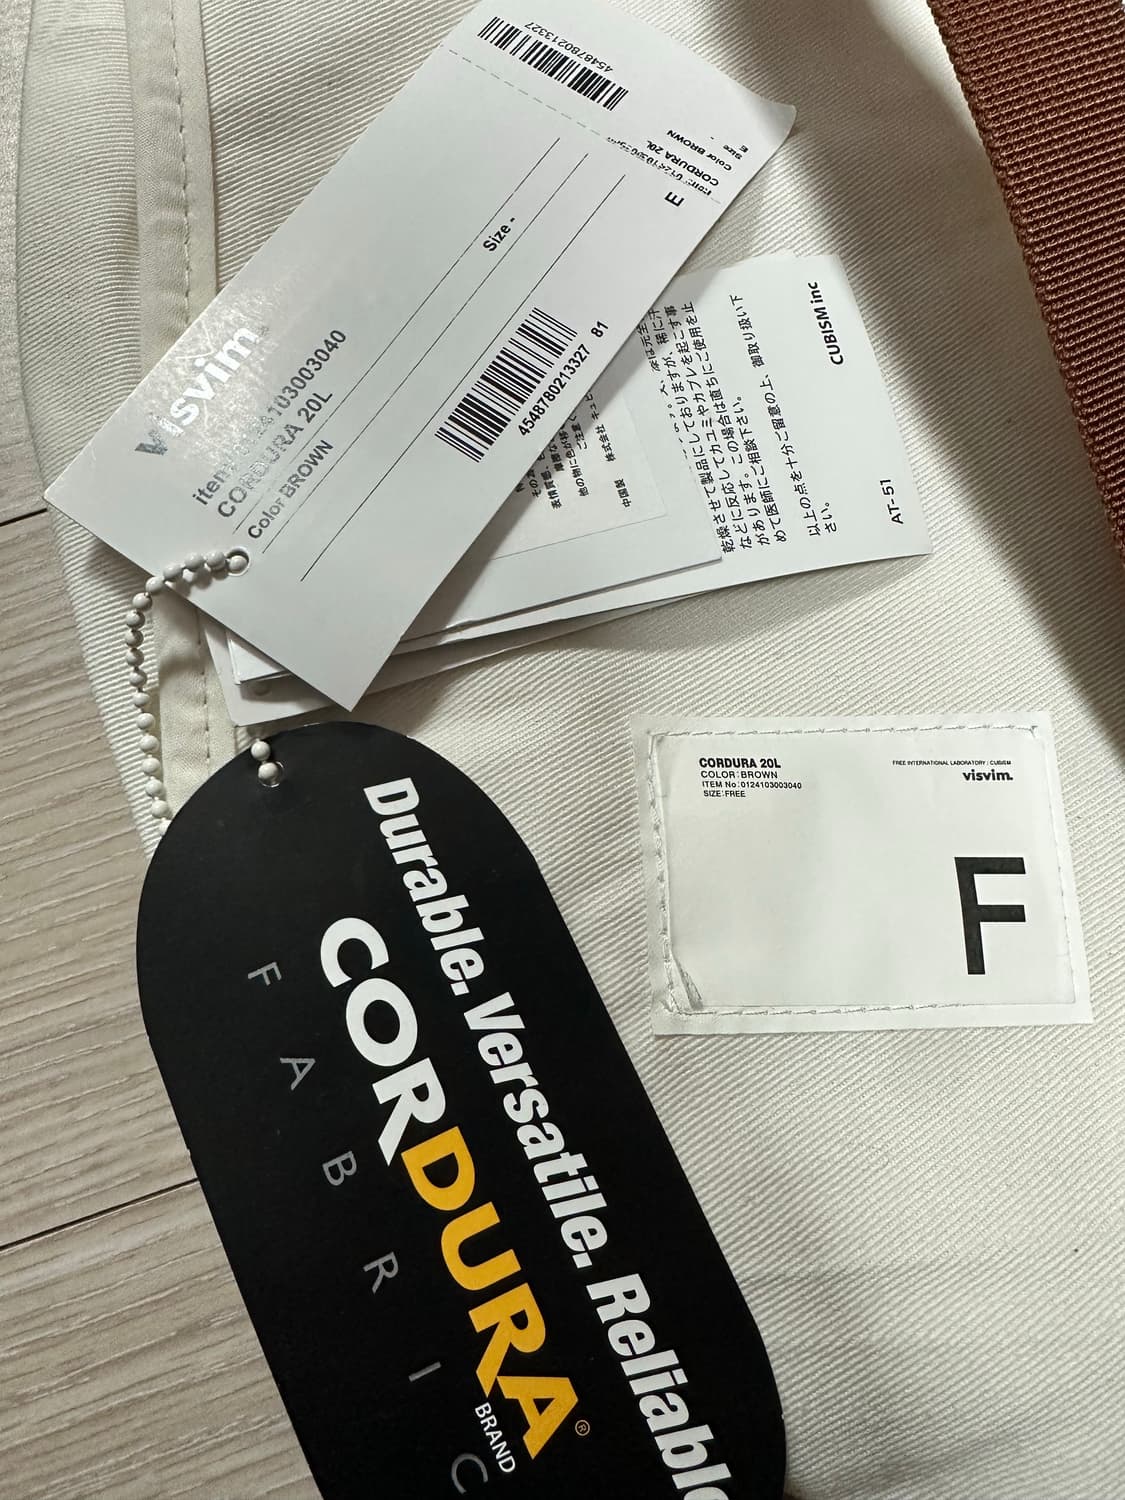 4548780213327
CORDURA 20L
Color BROWN
Size -
E
visvim.
CORDURA 20L
Color BROWN
Size -
4548780213327 81
乾燥させて製品にしておりますが、稀に汗
などに反応してカユミやカブレを起こす事
があります。この場合は直ちにご使用を止
めて医師にご相談下さい。
以上の点を十分ご留意の上、御取り扱い下
さい。
CUBISM inc
AT-51
中国製
CORDURA 20L
COLOR:BROWN
ITEM No:0124103003040
SIZE:FREE
FREE INTERNATIONAL LABORATORY / CUBISM
visvim.
F
Durable. Versatile. Reliable
CORDURA®
BRAND
FABRIC